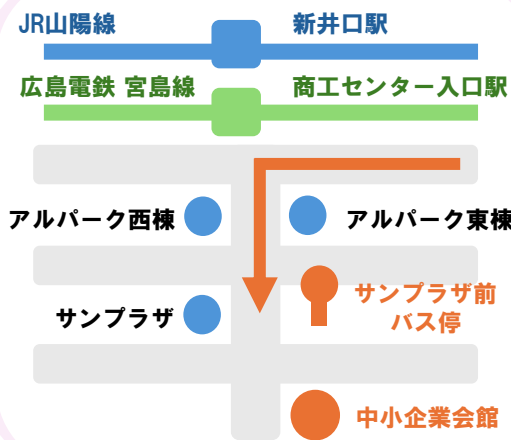 JR山陽線
新井口駅
広島電鉄 宮島線
商工センター入口駅
アルパーク西棟
アルパーク東棟
サンプラザ
サンプラザ前
バス停
中小企業会館